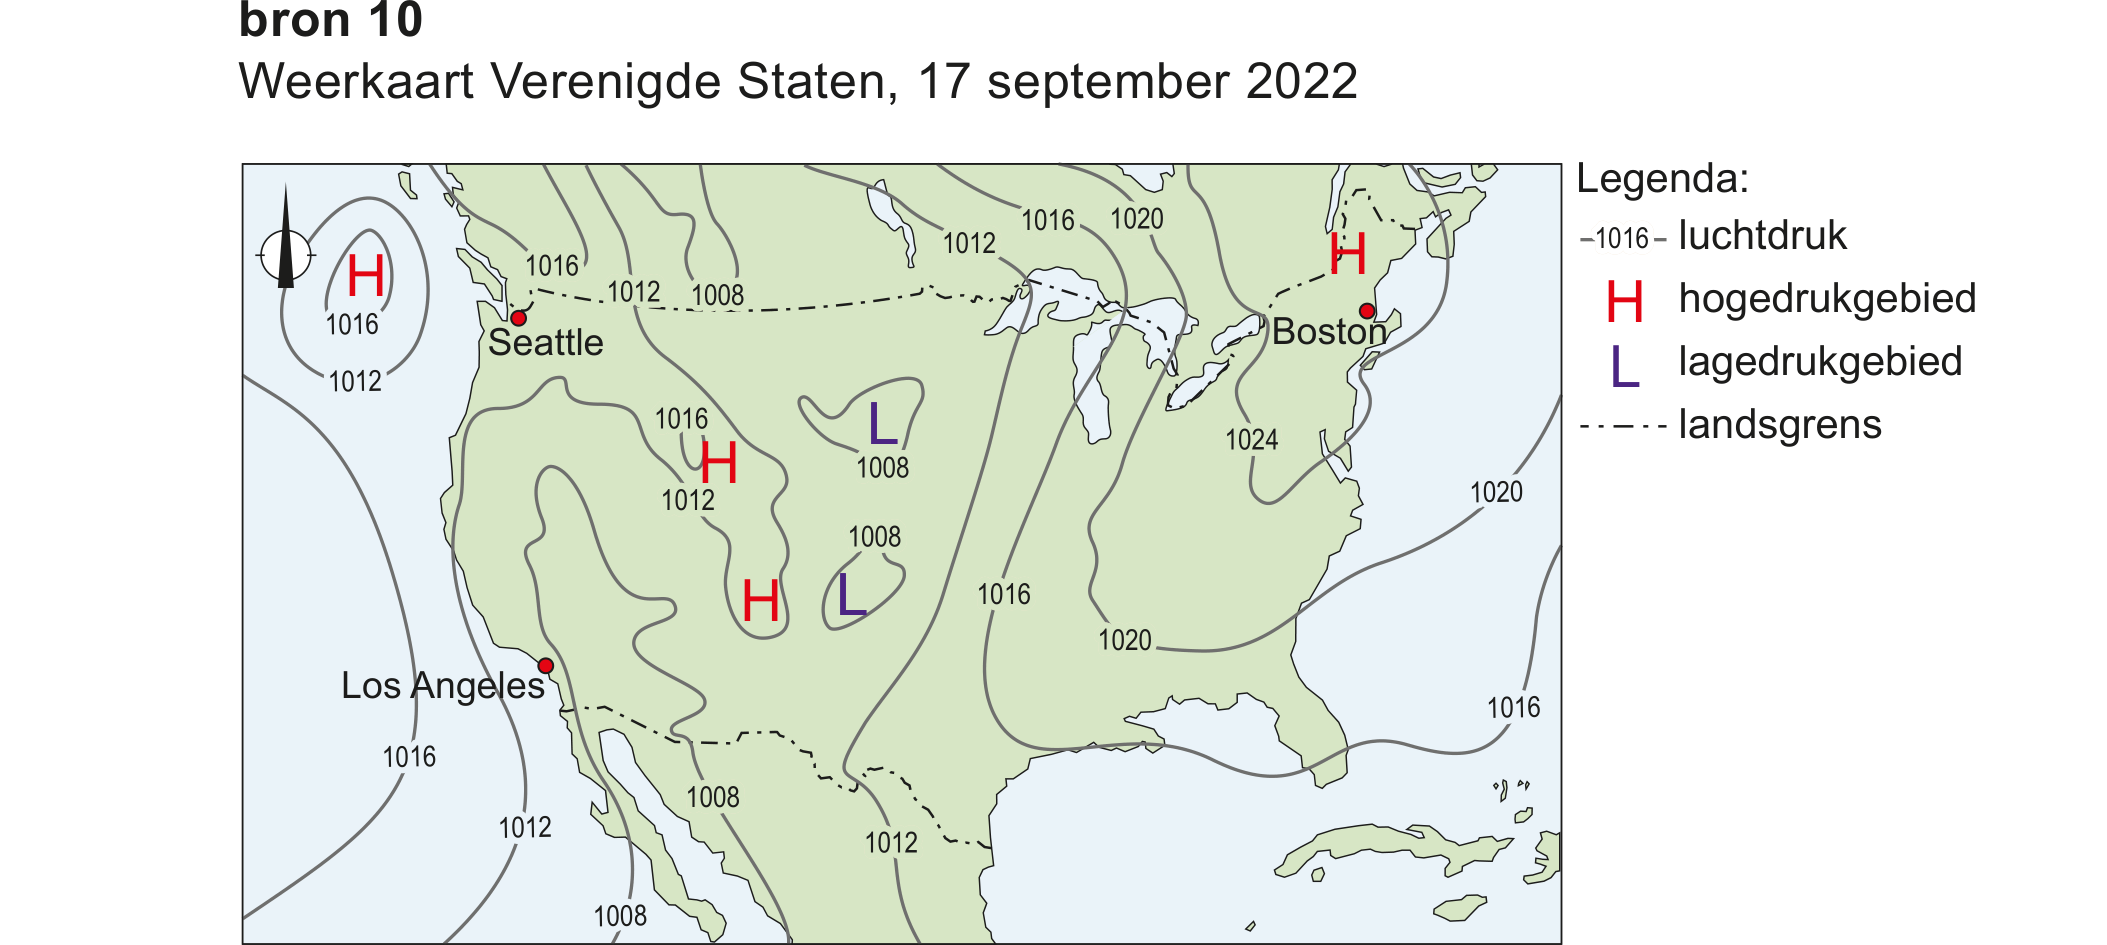 bron 10
Weerkaart Verenigde Staten, 17 september 2022
Legenda:
1016 luchtdruk
H hogedrukgebied
L lagedrukgebied
landsgrens
1016
1020
1012
H
H
1016
1012
1008
1016
Seattle
Boston
1012
1016
L
1024
H
1008
1012
1020
1008
H
L
1016
1020
Los Angeles
1016
1016
1008
1012
1012
1008